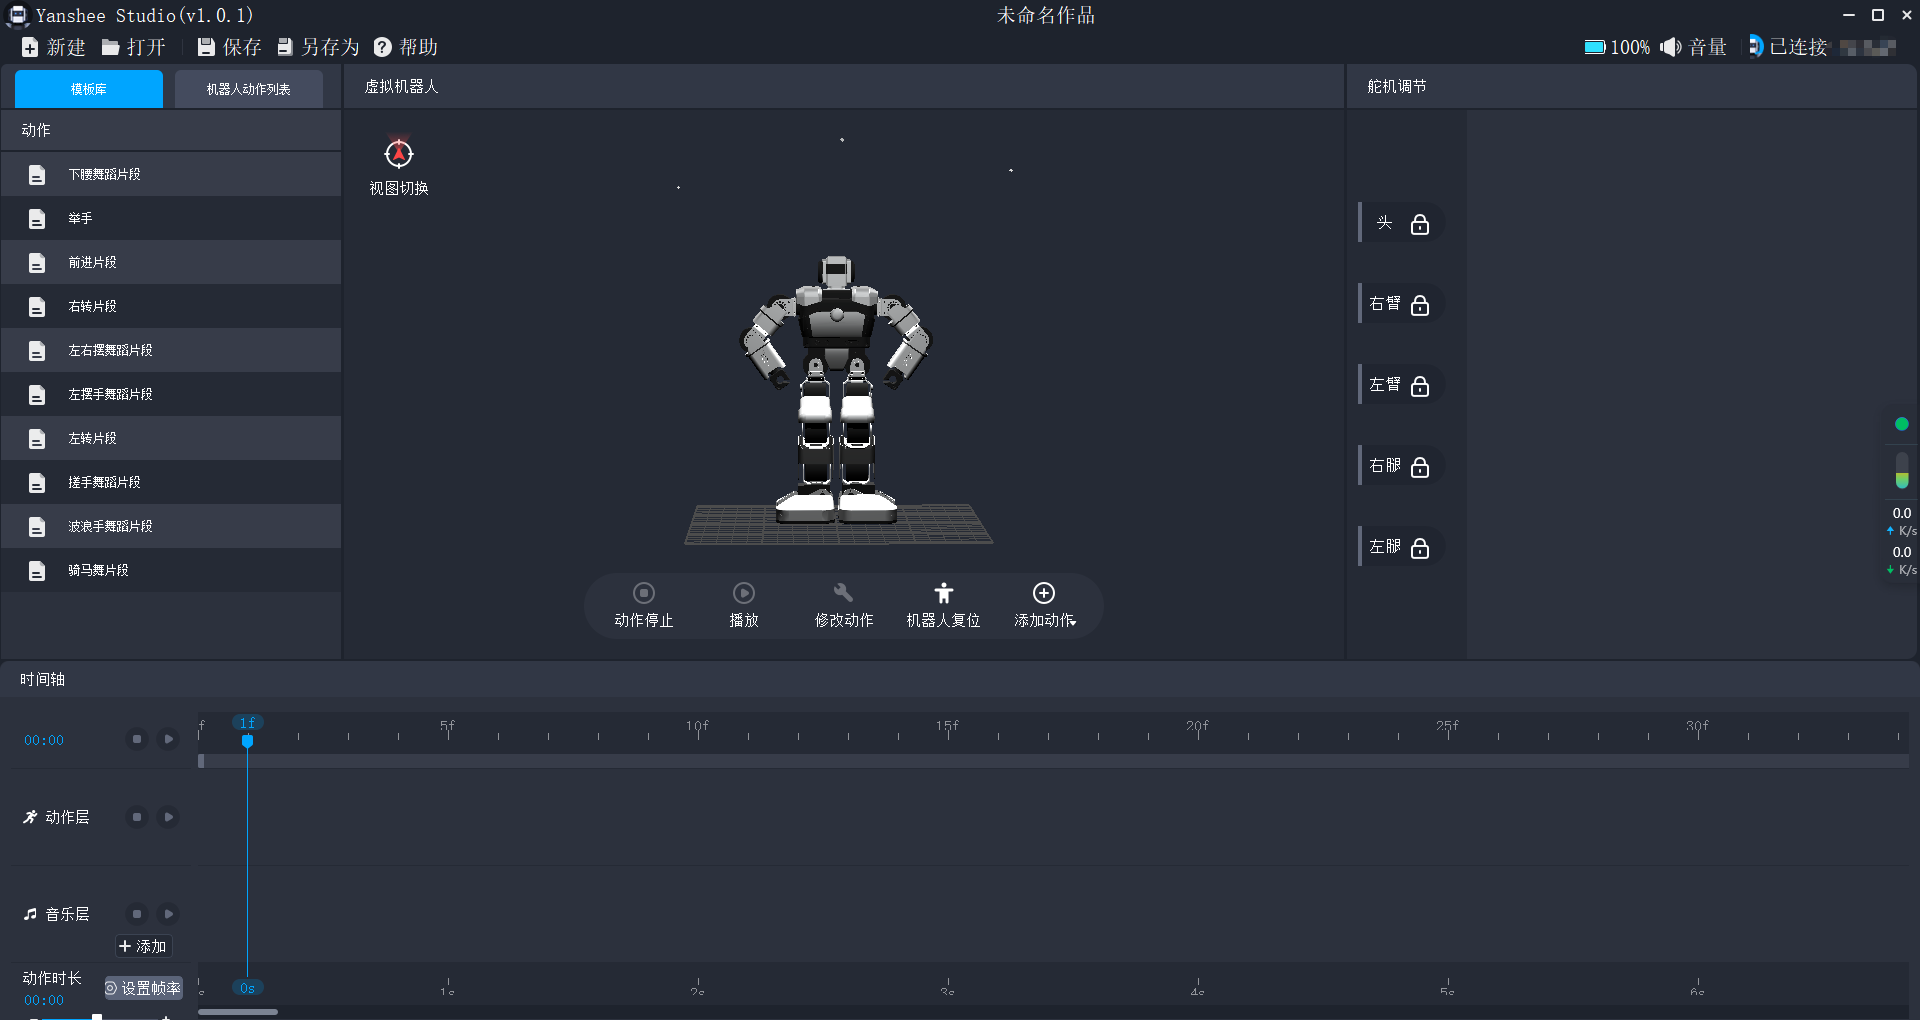 Yanshee Studio(v1.0.1)
未命名作品
新建 打开 保存 另存为 帮助
100% 音量 已连接
模板库
机器人动作列表
虚拟机器人
舵机调节
动作
下腰舞蹈片段
举手
前进片段
右转片段
左右摆舞蹈片段
左摆手舞蹈片段
左转片段
搓手舞蹈片段
波浪手舞蹈片段
骑马舞片段
视图切换
动作停止
播放
修改动作
机器人复位
添加动作
头
右臂
左臂
右腿
左腿
0.0
K/s
0.0
K/s
时间轴
00:00
f 1f 5f 10f 15f 20f 25f 30f
动作层
音乐层
添加
动作时长
00:00
设置帧率
0s 1s 2s 3s 4s 5s 6s